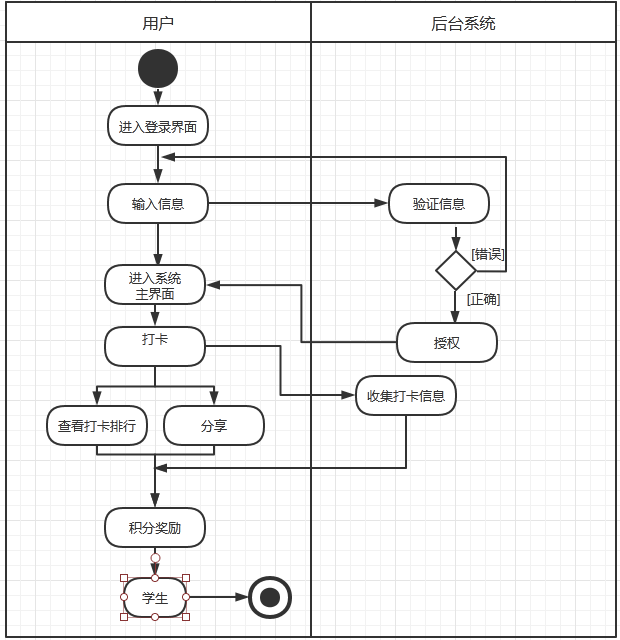 用户
后台系统
进入登录界面
输入信息
验证信息
[错误]
进入系统
主界面
[正确]
打卡
授权
收集打卡信息
查看打卡排行
分享
积分奖励
学生